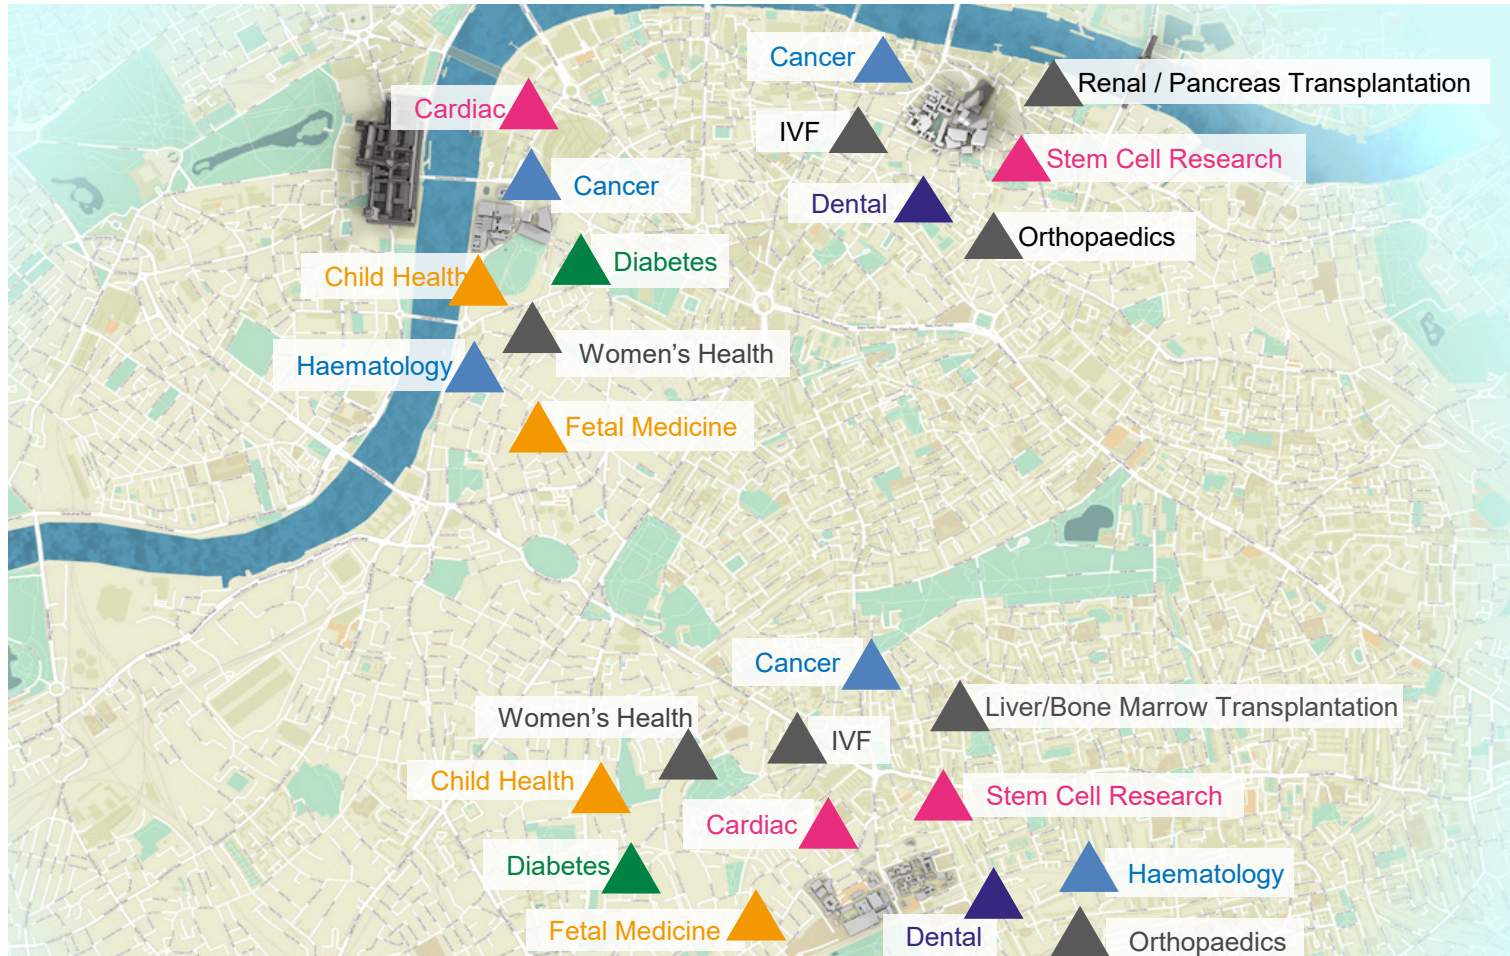 Cancer
Renal / Pancreas Transplantation
Cardiac
IVF
Stem Cell Research
Cancer
Dental
Orthopaedics
Diabetes
Child Health
Women’s Health
Haematology
Fetal Medicine
Cancer
Liver/Bone Marrow Transplantation
Women’s Health
IVF
Child Health
Stem Cell Research
Cardiac
Diabetes
Haematology
Fetal Medicine
Dental
Orthopaedics